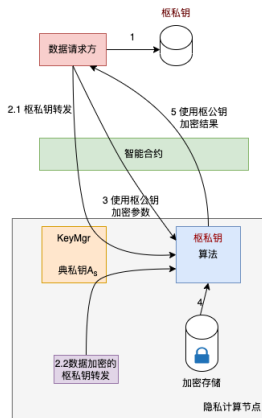 枢私钥
1
数据请求方
2.1 枢私钥转发
5 使用枢公钥
加密结果
智能合约
3 使用枢公钥
加密参数
KeyMgr
典私钥As
枢私钥
算法
4
2.2数据加密的
枢私钥转发
加密存储
隐私计算节点